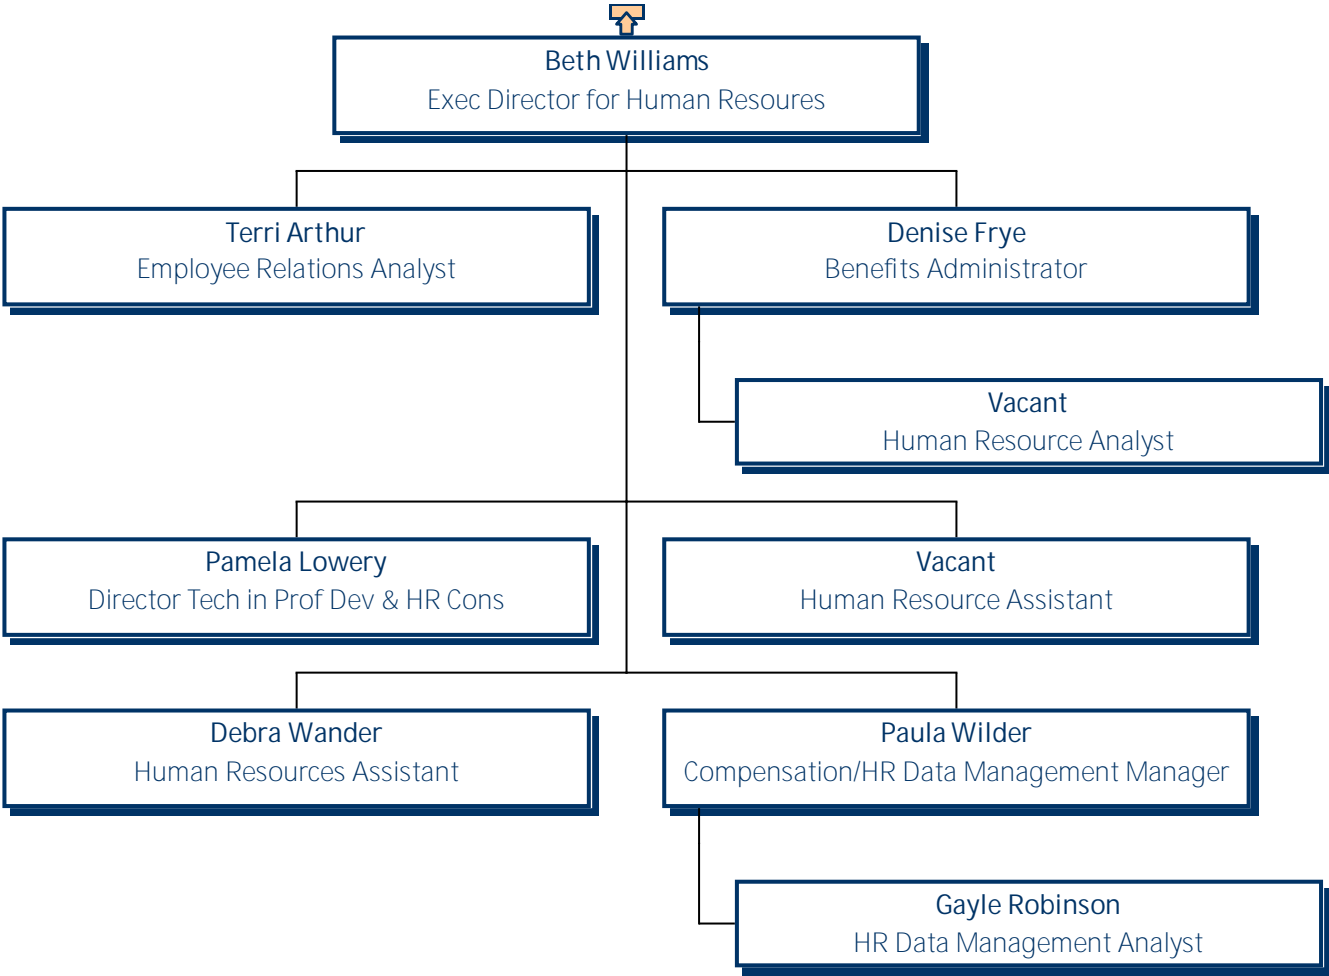 Beth Williams
Exec Director for Human Resoures
Terri Arthur
Employee Relations Analyst
Denise Frye
Benefits Administrator
Vacant
Human Resource Analyst
Pamela Lowery
Director Tech in Prof Dev & HR Cons
Vacant
Human Resource Assistant
Debra Wander
Human Resources Assistant
Paula Wilder
Compensation/HR Data Management Manager
Gayle Robinson
HR Data Management Analyst